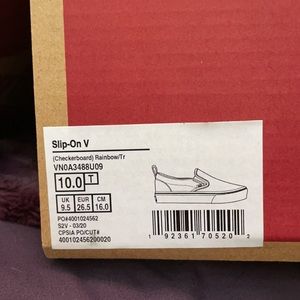 Slip-On V
(Checkerboard) Rainbow/Tr
VN0A3488U09
10.0 T
UK EUR CM
9.5 26.5 16.0
PO#4001024562
S2V - 03/20
CPSIA PO/CUT#
400102456200020
1 92361 70520 2